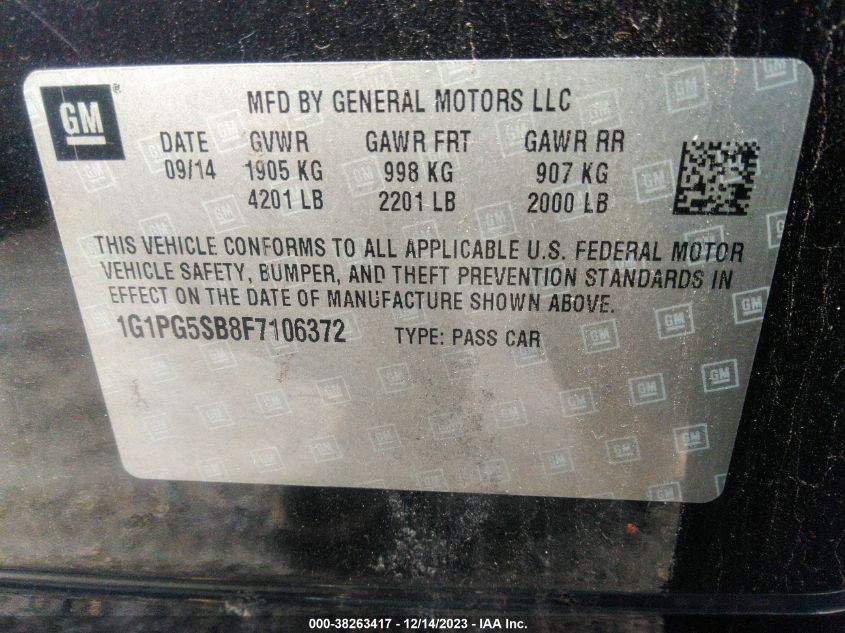 GM
MFD BY GENERAL MOTORS LLC
DATE GVWR GAWR FRT GAWR RR
09/14 1905 KG 998 KG 907 KG
4201 LB 2201 LB 2000 LB
THIS VEHICLE CONFORMS TO ALL APPLICABLE U.S. FEDERAL MOTOR
VEHICLE SAFETY, BUMPER, AND THEFT PREVENTION STANDARDS IN
EFFECT ON THE DATE OF MANUFACTURE SHOWN ABOVE.
1G1PG5SB8F7106372 TYPE: PASS CAR
000-38263417 - 12/14/2023 - IAA Inc.